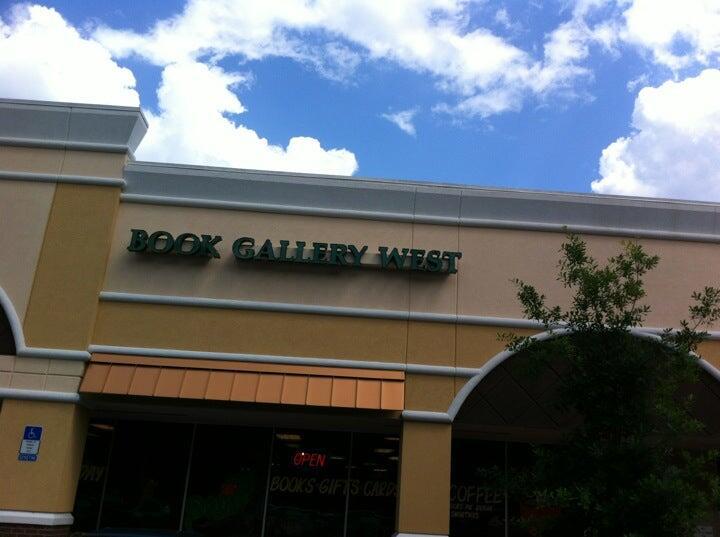 BOOK GALLERY WEST
OPEN
BOOKS · GIFTS CARDS
COFFEE